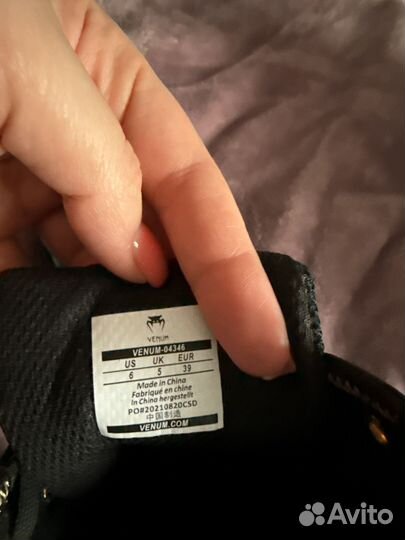 VENUM
VENUM-04346
US UK EUR
6 5 39
Made in China
Fabriqué en chine
In China hergestellt
PO#20210820CSD
中国制造
VENUM.COM
Avito